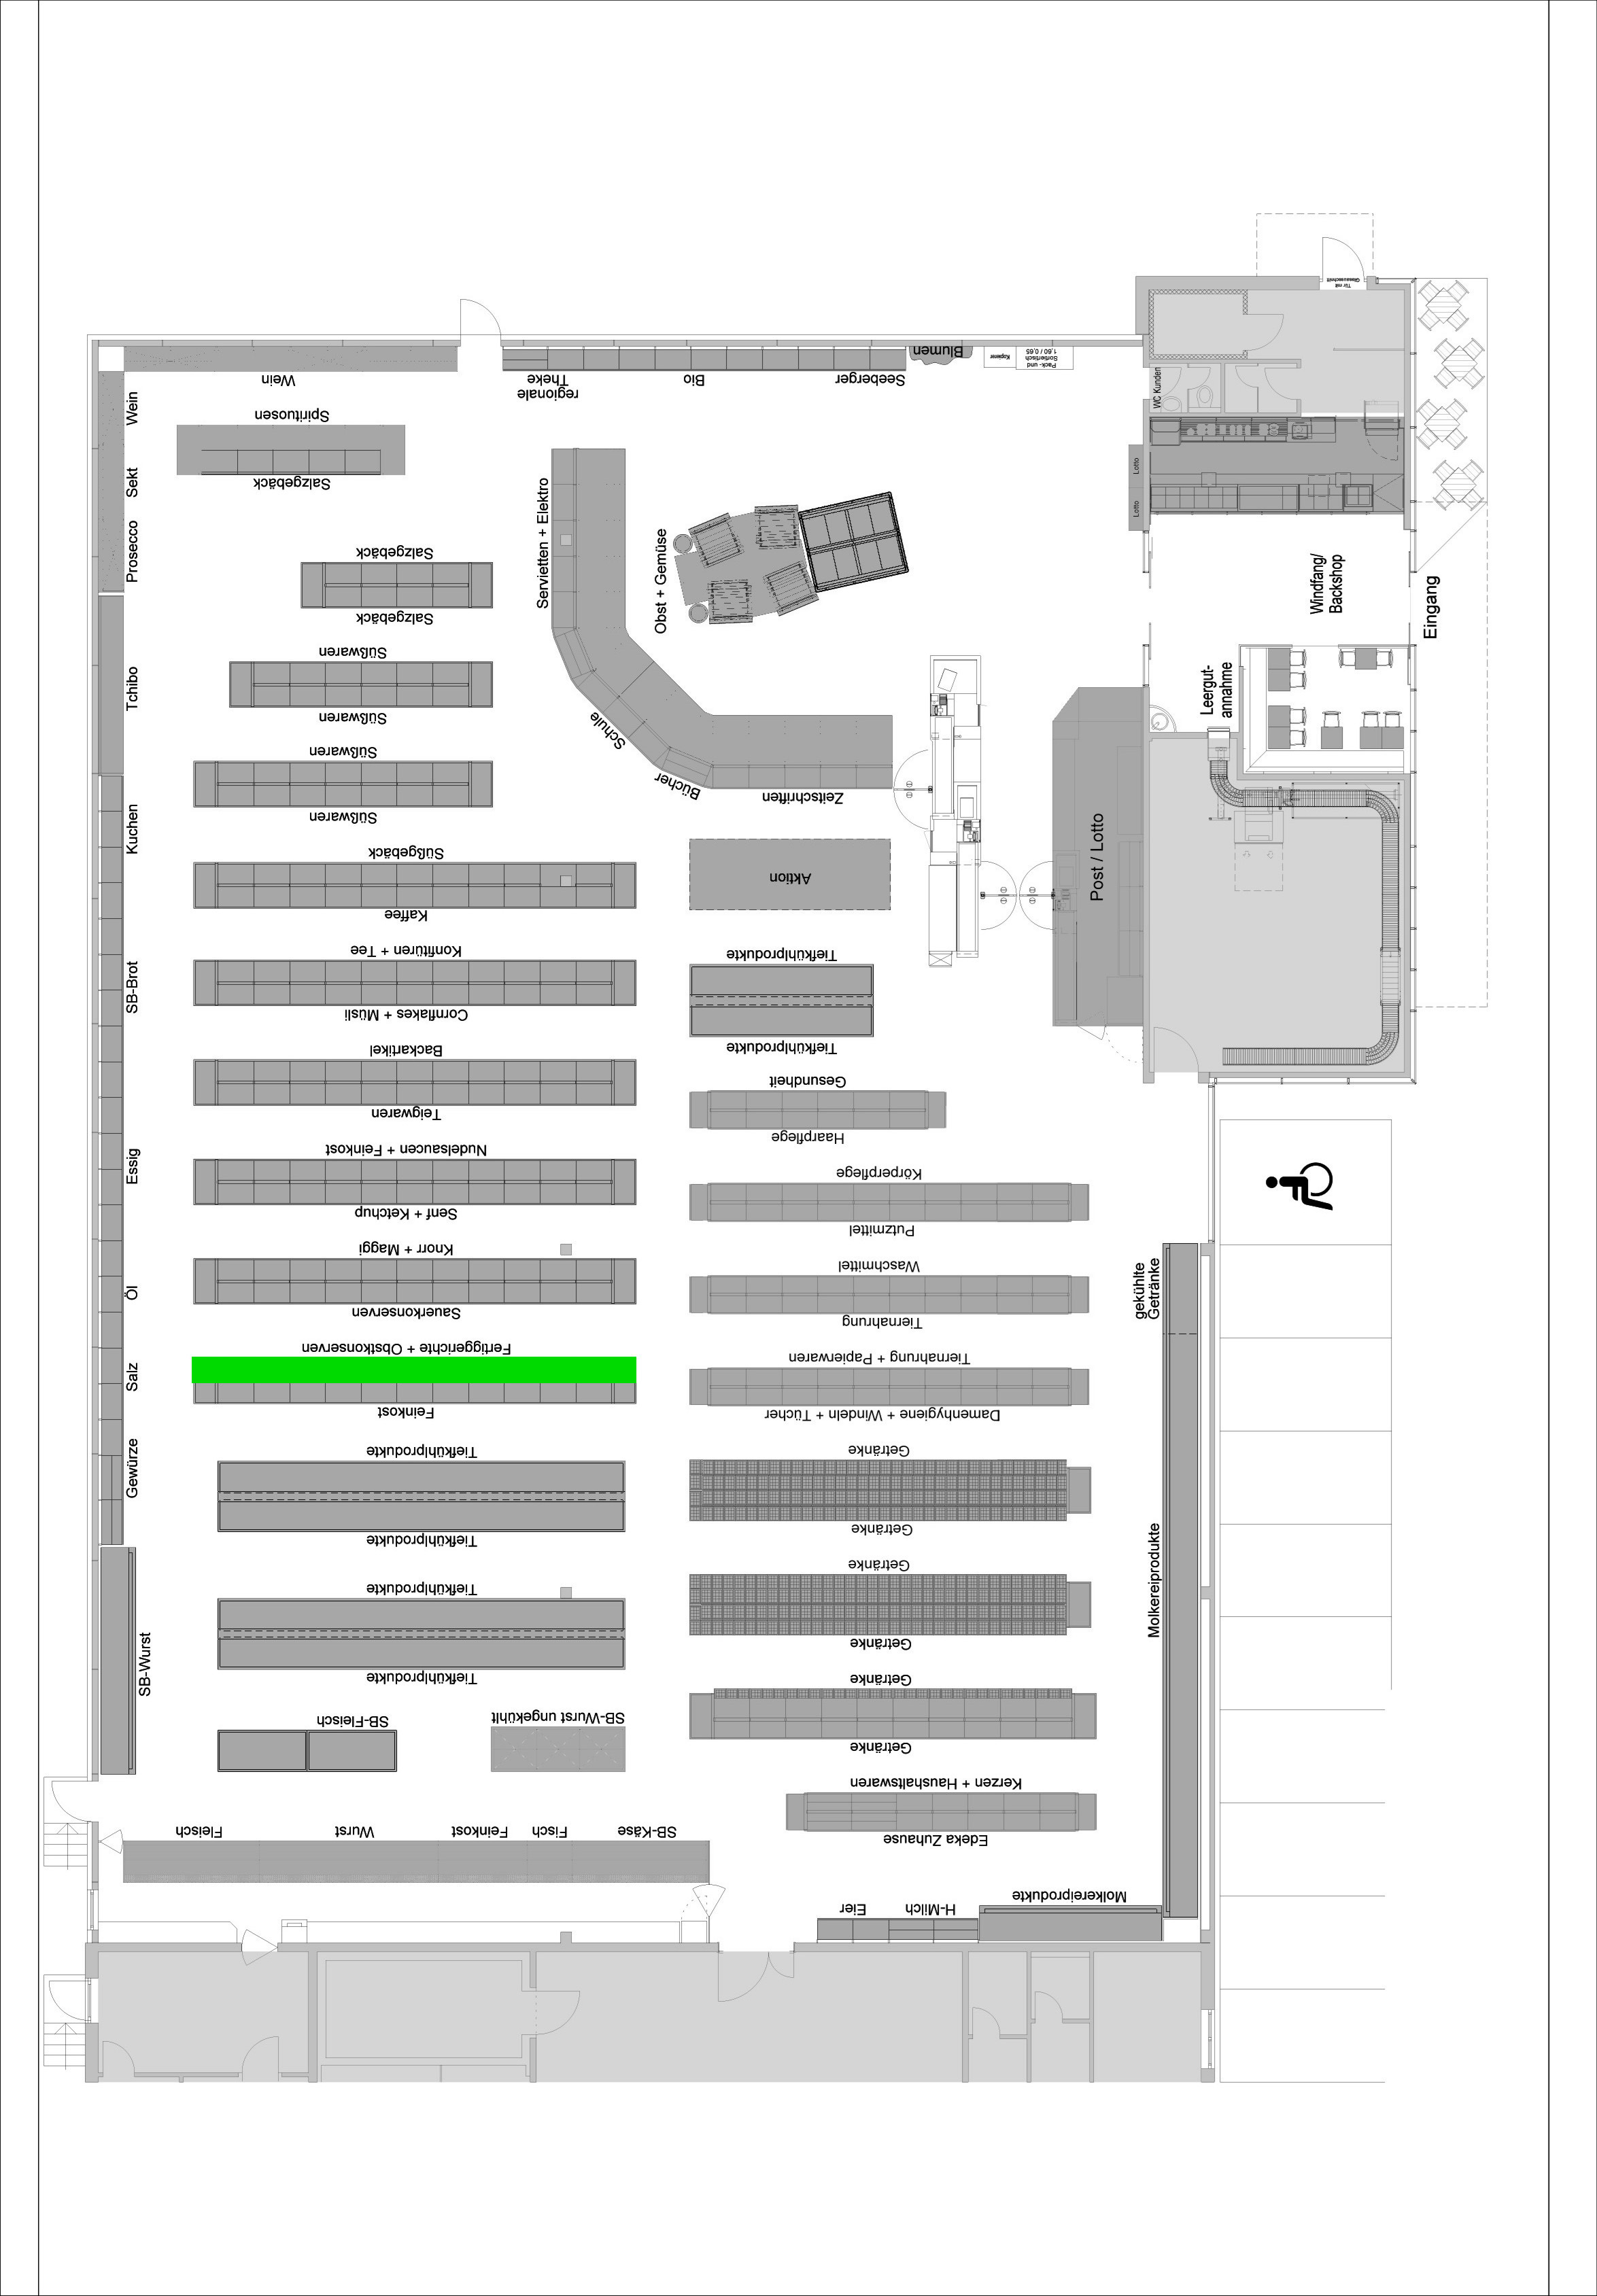 Tür mit
Glasausschnitt
Wein
regionale
Theke
Bio
Seeberger
Blumen
Kopierer
Pack- und
Sortiertisch
1,60 / 0,65
WC Kunden
Wein
Sekt
Prosecco
Tchibo
Kuchen
SB-Brot
Essig
Öl
Salz
Gewürze
SB-Wurst
Spirituosen
Salzgebäck
Salzgebäck
Salzgebäck
Süßwaren
Süßwaren
Süßwaren
Süßwaren
Süßgebäck
Kaffee
Konfitüren + Tee
Cornflakes + Müsli
Backartikel
Teigwaren
Nudelsaucen + Feinkost
Senf + Ketchup
Knorr + Maggi
Sauerkonserven
Fertiggerichte + Obstkonserven
Feinkost
Tiefkühlprodukte
Tiefkühlprodukte
Tiefkühlprodukte
Tiefkühlprodukte
SB-Fleisch
SB-Wurst ungekühlt
Fleisch
Wurst
Feinkost
Fisch
SB-Käse
Servietten + Elektro
Schule
Bücher
Zeitschriften
Obst + Gemüse
Aktion
Tiefkühlprodukte
Tiefkühlprodukte
Gesundheit
Haarpflege
Körperpflege
Putzmittel
Waschmittel
Tiernahrung
Tiernahrung + Papierwaren
Damenhygiene + Windeln + Tücher
Getränke
Getränke
Getränke
Getränke
Getränke
Getränke
Kerzen + Haushaltswaren
Edeka Zuhause
Eier
H-Milch
Molkereiprodukte
Molkereiprodukte
gekühlte
Getränke
Post / Lotto
Lotto
Lotto
Leergut-
annahme
Windfang/
Backshop
Eingang